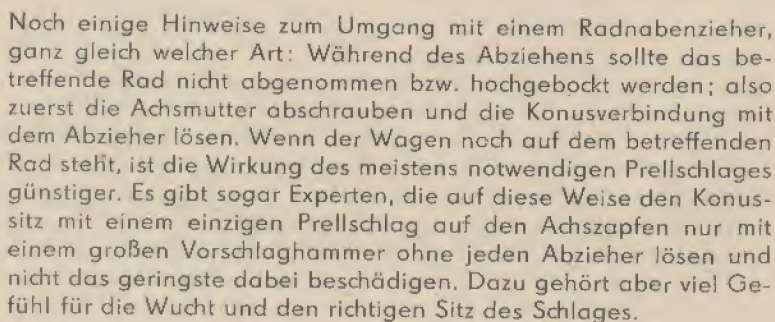 Noch einige Hinweise zum Umgang mit einem Radnabenzieher,
ganz gleich welcher Art: Während des Abziehens sollte das be-
treffende Rad nicht abgenommen bzw. hochgebockt werden; also
zuerst die Achsmutter abschrauben und die Konusverbindung mit
dem Abzieher lösen. Wenn der Wagen noch auf dem betreffenden
Rad steht, ist die Wirkung des meistens notwendigen Prellschlages
günstiger. Es gibt sogar Experten, die auf diese Weise den Konus-
sitz mit einem einzigen Prellschlag auf den Achszapfen nur mit
einem großen Vorschlaghammer ohne jeden Abzieher lösen und
nicht das geringste dabei beschädigen. Dazu gehört aber viel Ge-
fühl für die Wucht und den richtigen Sitz des Schlages.